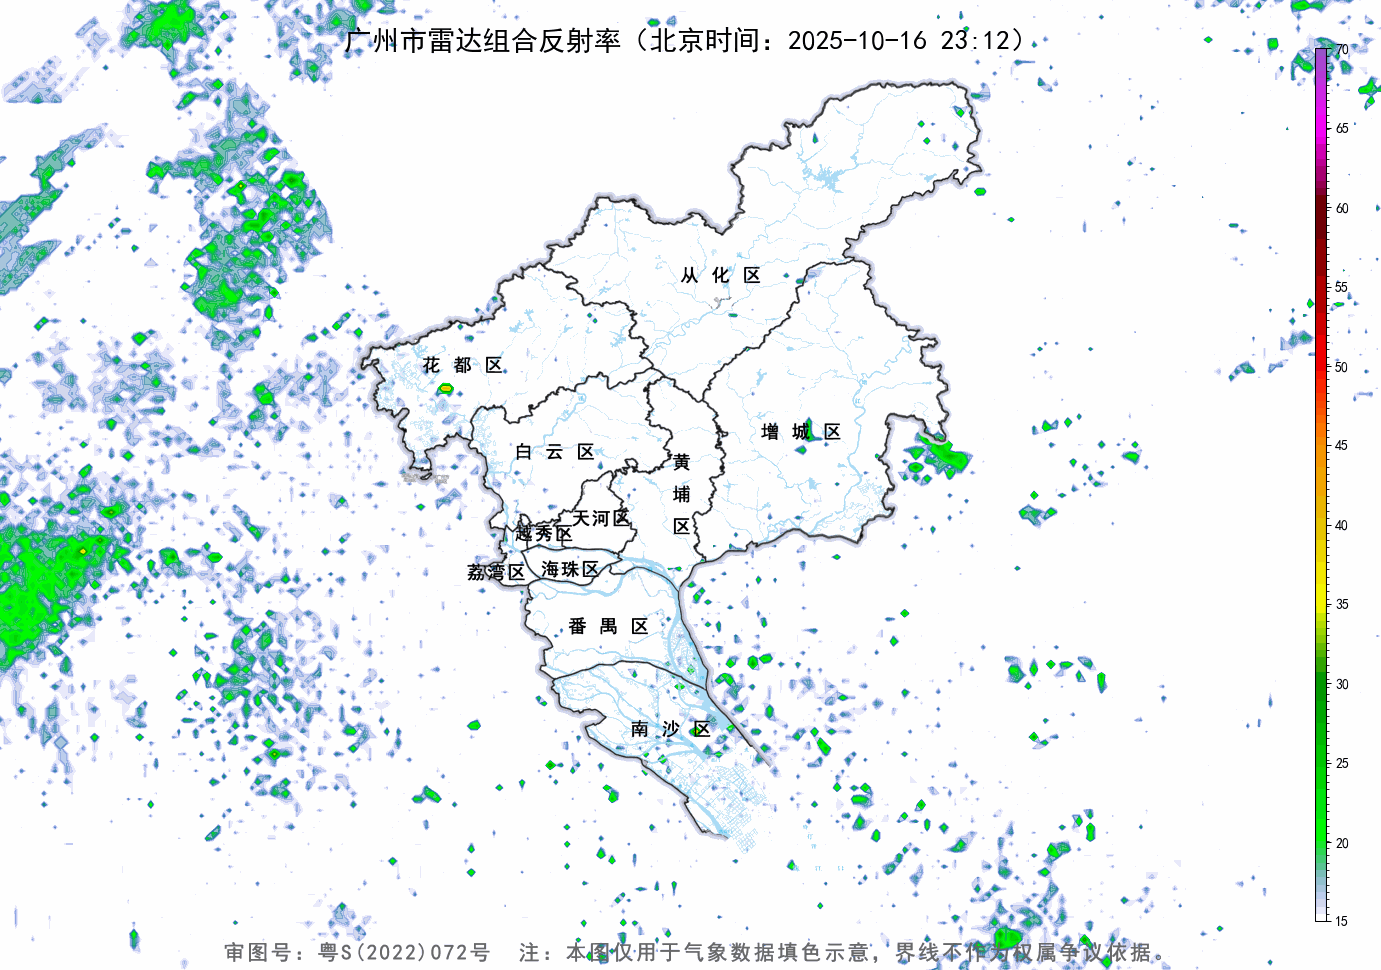 广州市雷达组合反射率（北京时间：2025-10-16 23:12）
70
65
60
55
50
45
40
35
30
25
20
15
从化区
花都区
增城区
白云区
黄埔区
天河区
越秀区
海珠区
荔湾区
番禺区
南沙区
审图号：粤S(2022)072号 注：本图仅用于气象数据填色示意，界线不作为权属争议依据。